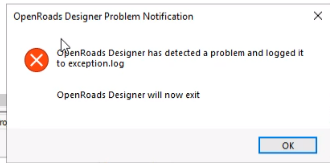 OpenRoads Designer Problem Notification
OpenRoads Designer has detected a problem and logged it
to exception.log
OpenRoads Designer will now exit
ro
OK